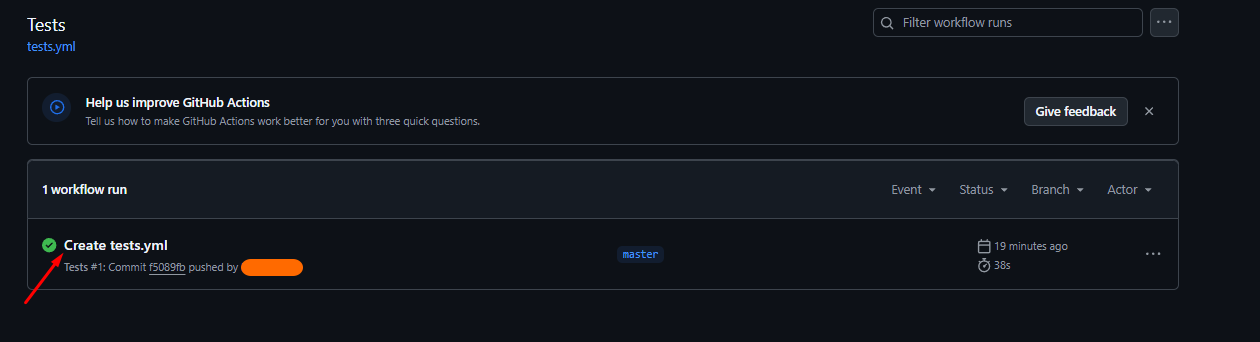 Tests
tests.yml
Filter workflow runs
Help us improve GitHub Actions
Tell us how to make GitHub Actions work better for you with three quick questions.
Give feedback
1 workflow run
Event
Status
Branch
Actor
Create tests.yml
Tests #1: Commit f5089fb pushed by
master
19 minutes ago
38s